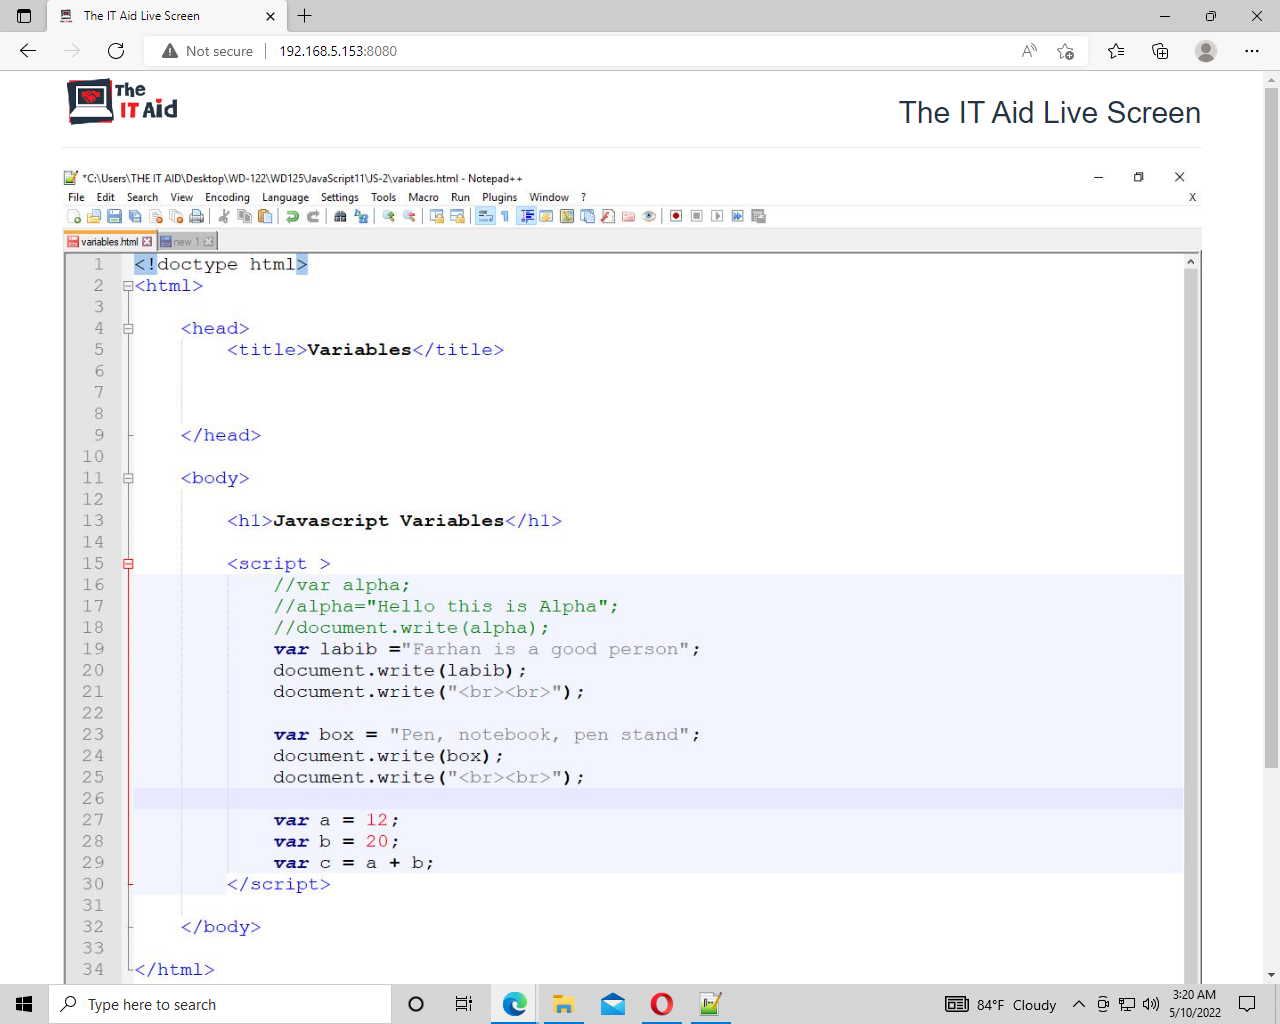 The IT Aid Live Screen
Not secure
192.168.5.153:8080
The
IT Aid
The IT Aid Live Screen
*C:\Users\THE IT AID\Desktop\WD-122\WD125\JavaScript11\JS-2\variables.html - Notepad++
File Edit Search View Encoding Language Settings Tools Macro Run Plugins Window ? X
variables.html new 1
1 <!doctype html>
2 <html>
3
4 <head>
5 <title>Variables</title>
6
7
8
9 </head>
10
11 <body>
12
13 <h1>Javascript Variables</h1>
14
15 <script >
16 //var alpha;
17 //alpha="Hello this is Alpha";
18 //document.write(alpha);
19 var labib ="Farhan is a good person";
20 document.write(labib);
21 document.write("<br><br>");
22
23 var box = "Pen, notebook, pen stand";
24 document.write(box);
25 document.write("<br><br>");
26
27 var a = 12;
28 var b = 20;
29 var c = a + b;
30 </script>
31
32 </body>
33
34 </html>
Type here to search
84°F Cloudy
3:20 AM
5/10/2022